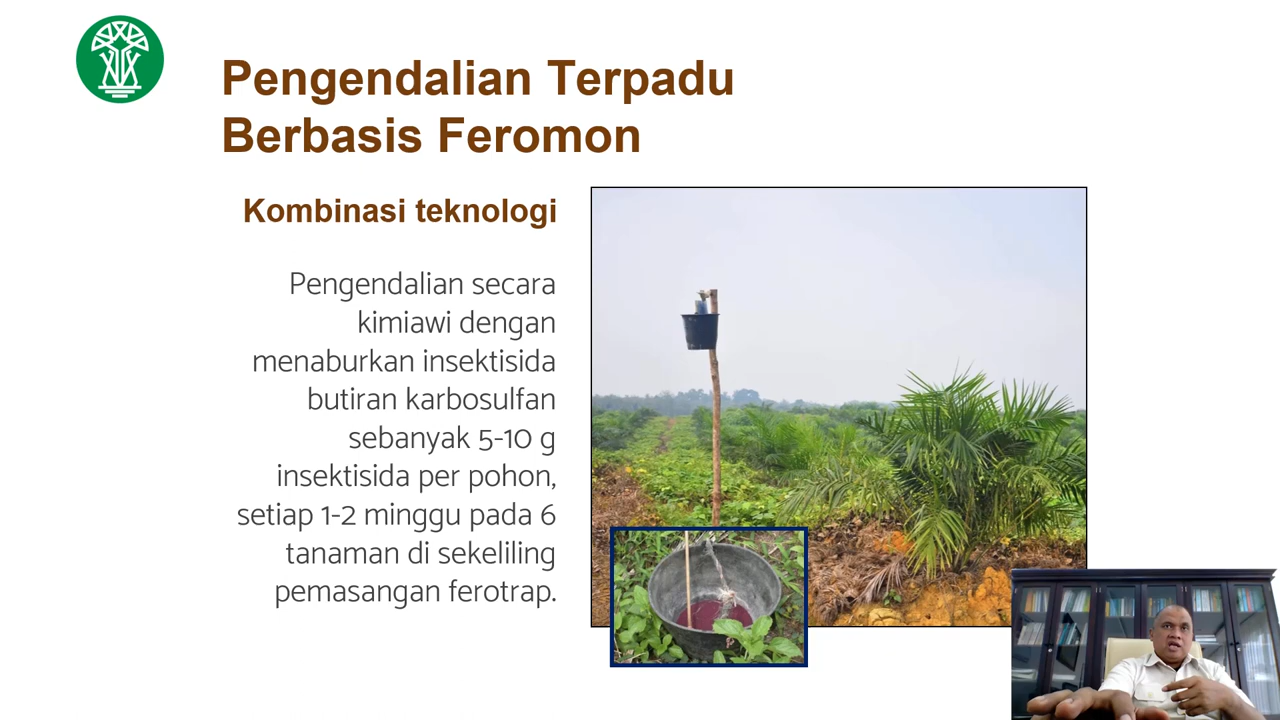 Pengendalian Terpadu
Berbasis Feromon
Kombinasi teknologi
Pengendalian secara
kimiawi dengan
menaburkan insektisida
butiran karbosulfan
sebanyak 5-10 g
insektisida per pohon,
setiap 1-2 minggu pada 6
tanaman di sekeliling
pemasangan ferotrap.